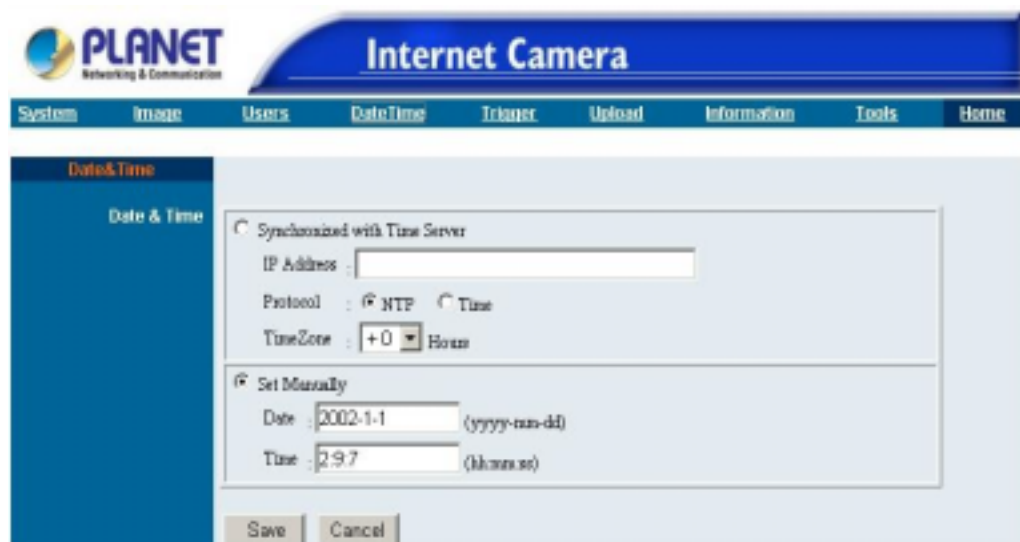 PLANET
Networking & Communication
Internet Camera
System Image Users DateTime Trigger Upload Information Tools Home
Date&Time
Date & Time
Synchronized with Time Server
IP Address :
Protocol : NTP Time
TimeZone : +0 Hours
Set Manually
Date : 2002-1-1 (yyyy-mm-dd)
Time : 2:9:7 (hh:mm:ss)
Save Cancel